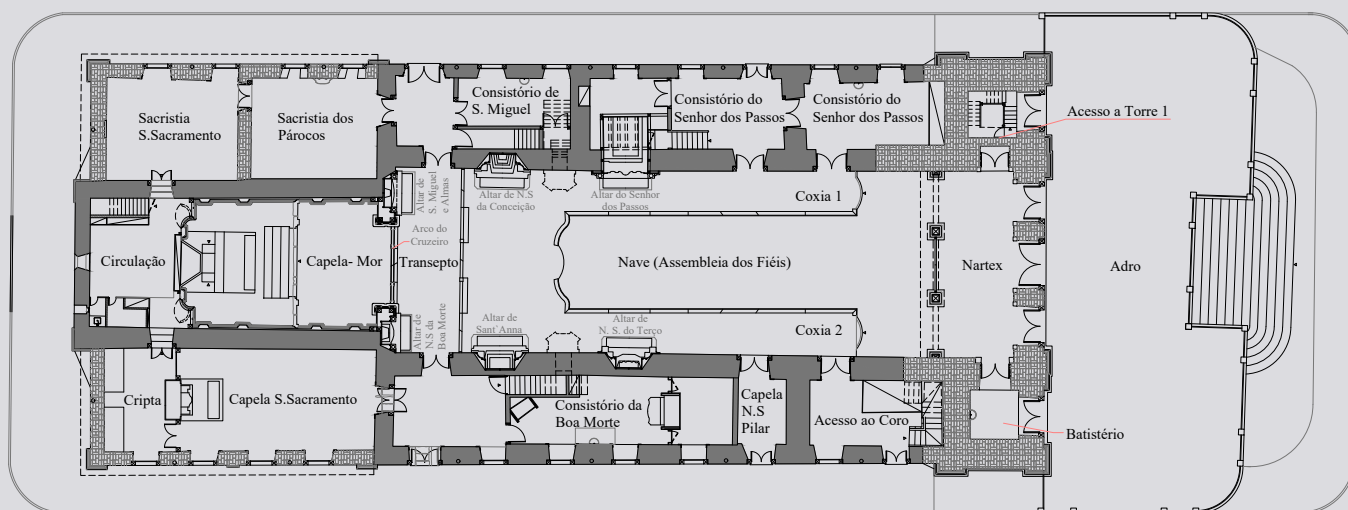 Sacristia
S.Sacramento
Sacristia dos
Párocos
Consistório de
S. Miguel
Consistório do
Senhor dos Passos
Consistório do
Senhor dos Passos
Acesso a Torre 1
Altar de
S. Miguel
e Almas
Altar de N.S
da Conceição
Altar do Senhor
dos Passos
Coxia 1
Arco do
Cruzeiro
Circulação
Capela- Mor
Transepto
Nave (Assembleia dos Fiéis)
Nartex
Adro
Altar de
N.S da
Boa Morte
Altar de
Sant`Anna
Altar de
N. S. do Terço
Coxia 2
Cripta
Capela S.Sacramento
Consistório da
Boa Morte
Capela
N.S
Pilar
Acesso ao Coro
Batistério